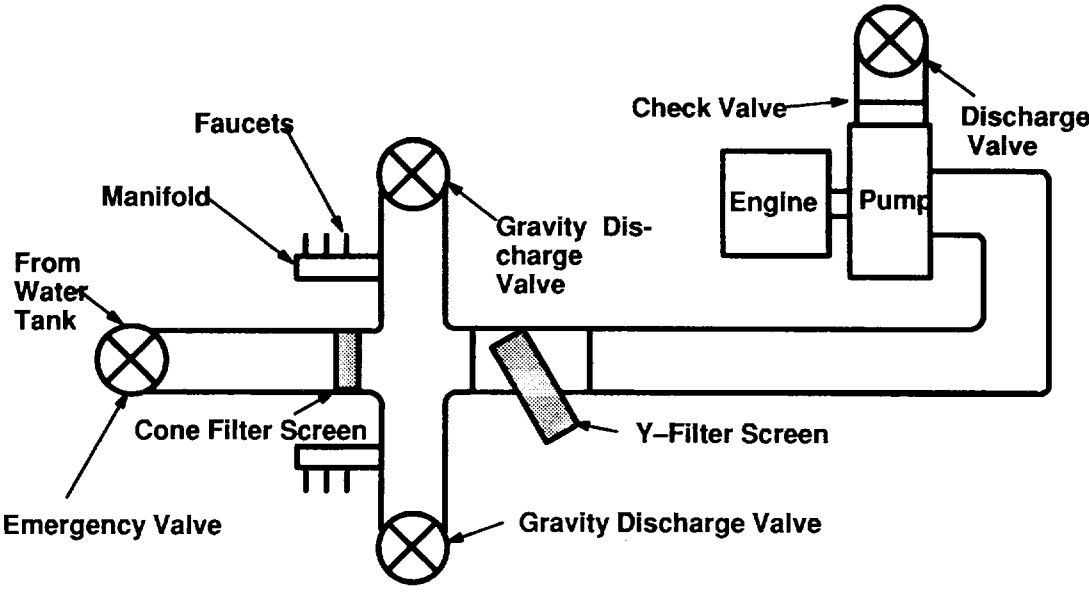 Check Valve
Discharge
Valve
Faucets
Manifold
Engine
Pump
Gravity Dis-
charge
Valve
From
Water
Tank
Cone Filter Screen
Y–Filter Screen
Emergency Valve
Gravity Discharge Valve